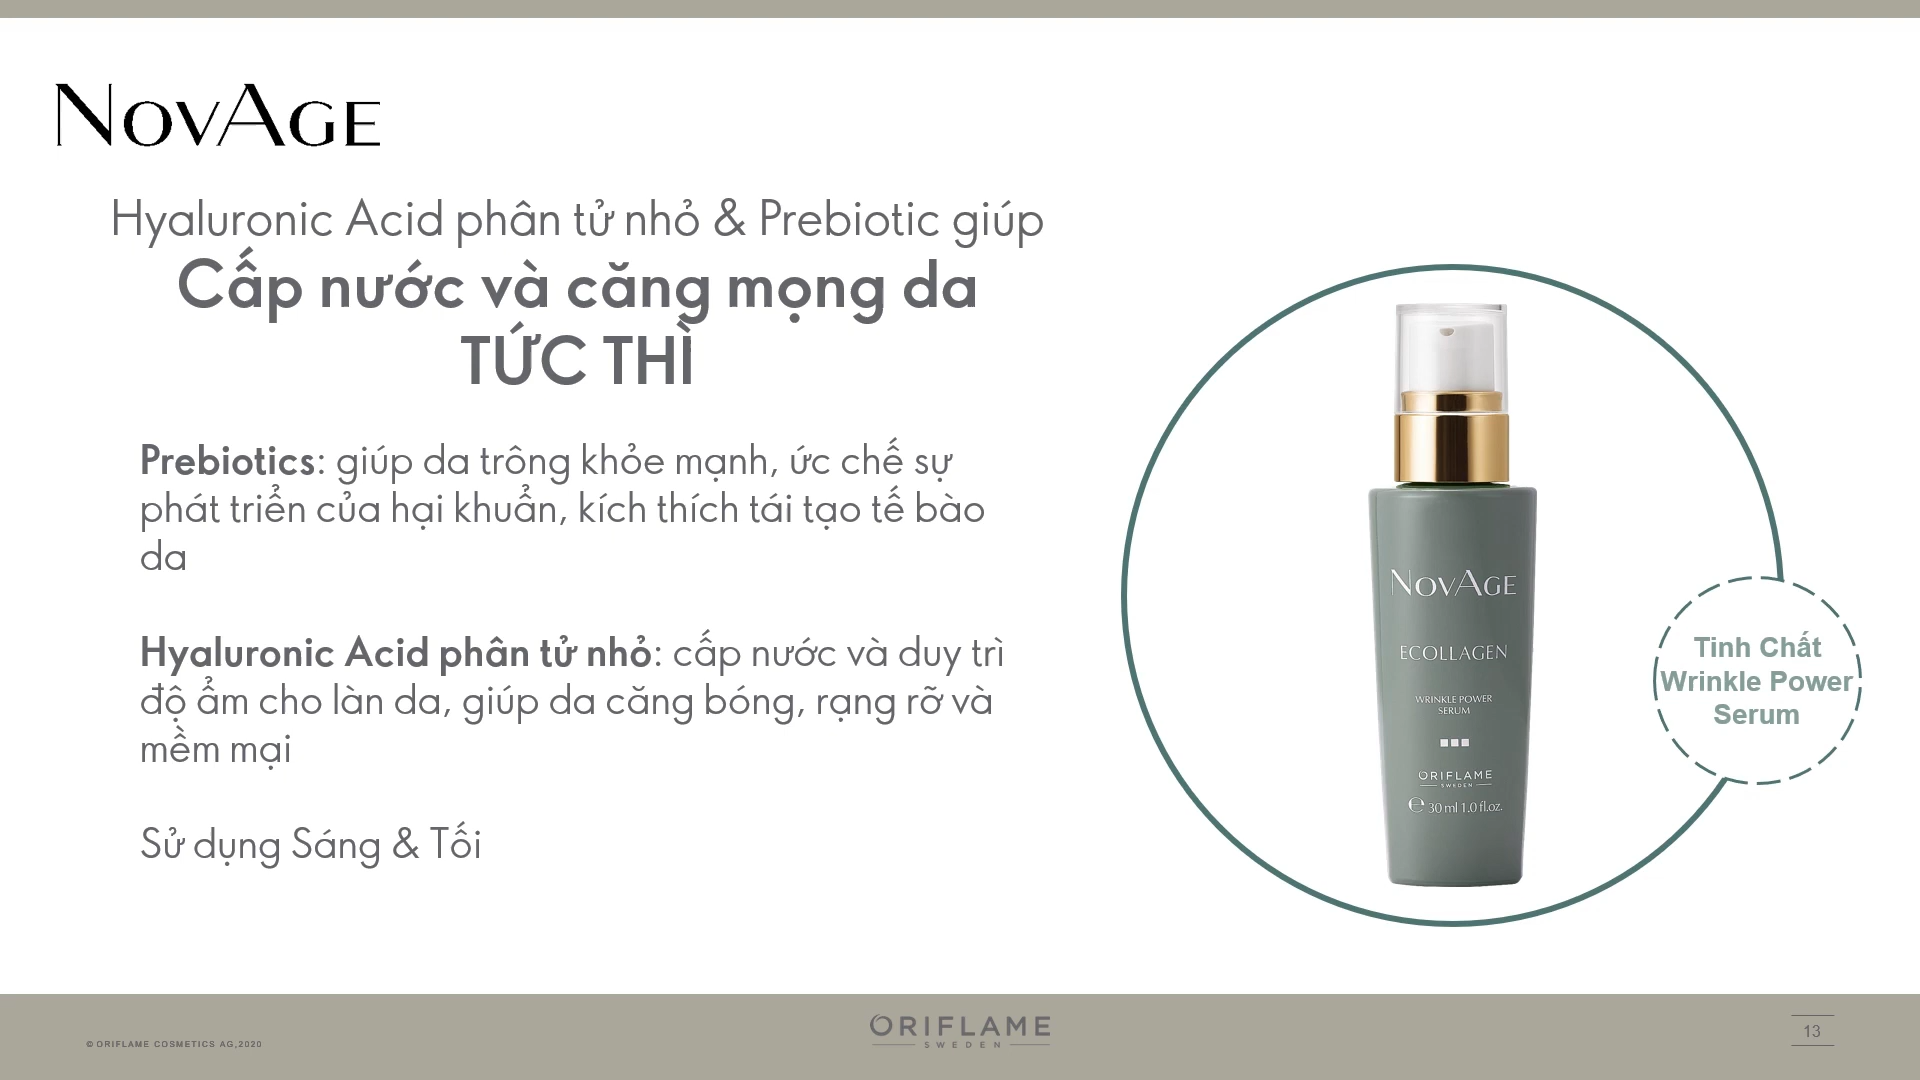 NOVAGE
Hyaluronic Acid phân tử nhỏ & Prebiotic giúp
Cấp nước và căng mọng da
TỨC THÌ
Prebiotics: giúp da trông khỏe mạnh, ức chế sự
phát triển của hại khuẩn, kích thích tái tạo tế bào
da
Hyaluronic Acid phân tử nhỏ: cấp nước và duy trì
độ ẩm cho làn da, giúp da căng bóng, rạng rỡ và
mềm mại
Sử dụng Sáng & Tối
NOVAGE
ECOLLAGEN
WRINKLE POWER
SERUM
ORIFLAME
SWEDEN
℮ 30 ml 1.0 fl.oz.
Tinh Chất
Wrinkle Power
Serum
© ORIFLAME COSMETICS AG,2020
ORIFLAME
SWEDEN
13